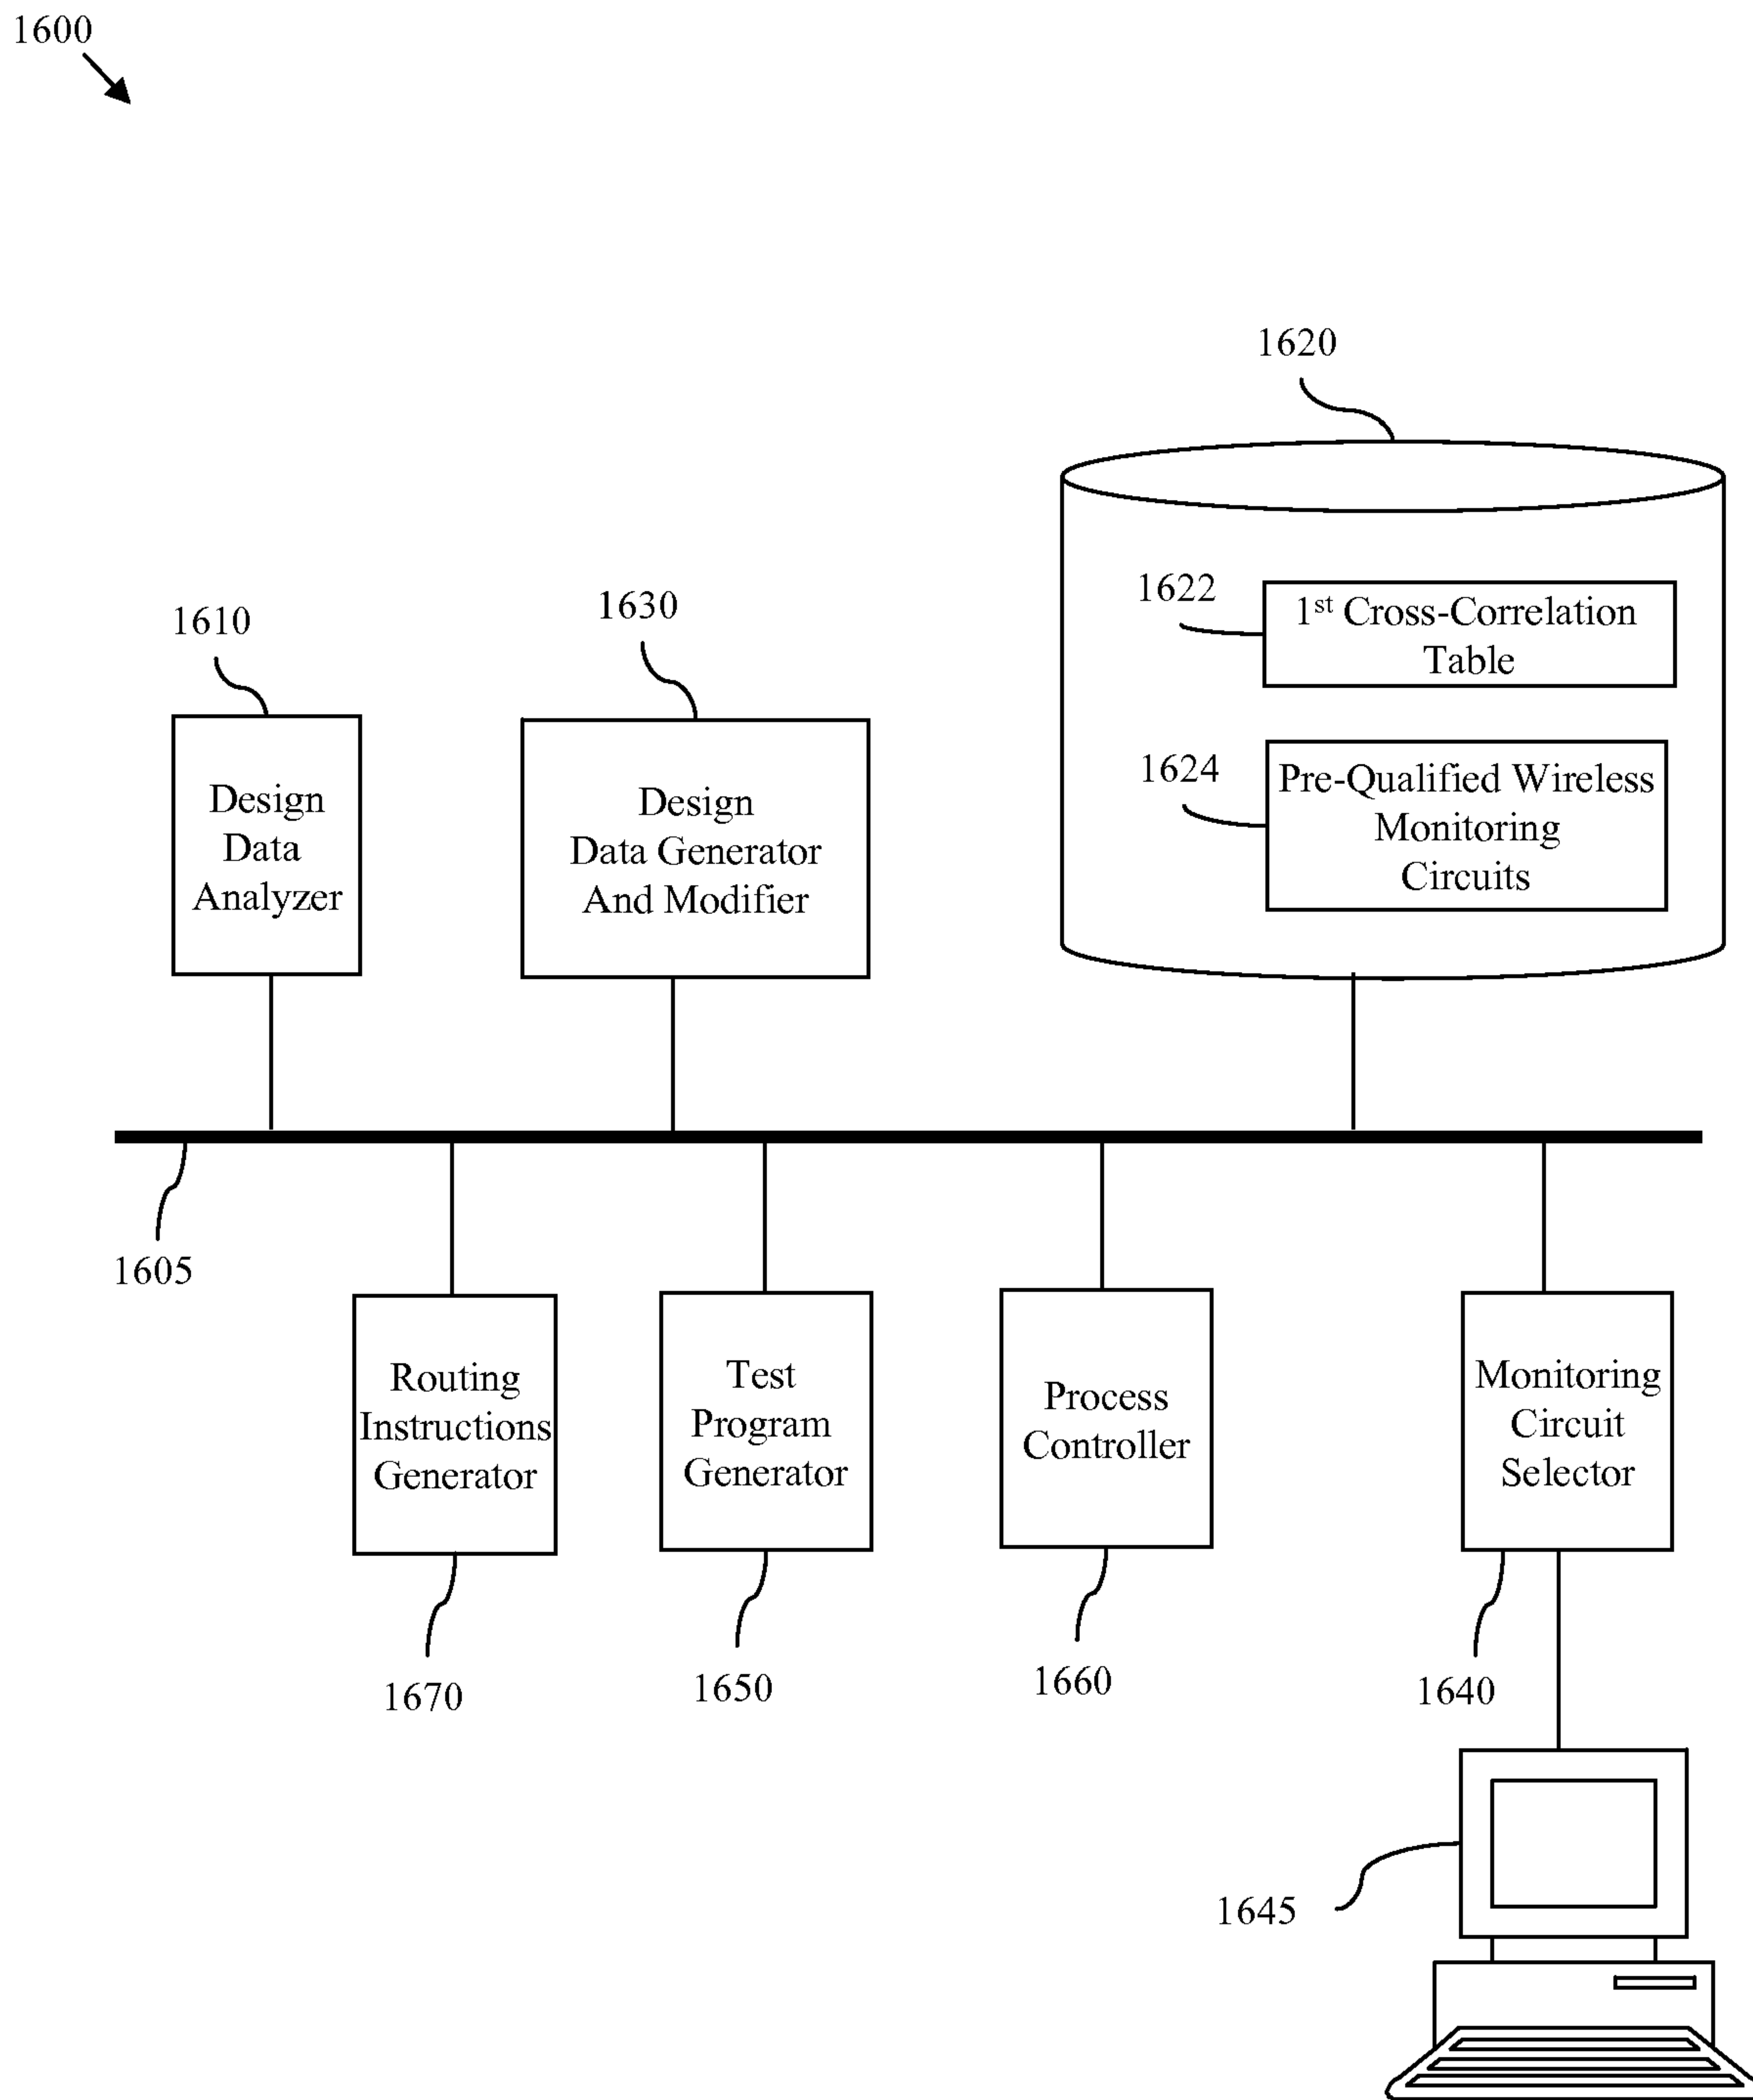 1600
1620
1622
1st Cross-Correlation
Table
1624
Pre-Qualified Wireless
Monitoring
Circuits
1610
Design
Data
Analyzer
1630
Design
Data Generator
And Modifier
1605
Routing
Instructions
Generator
1670
Test
Program
Generator
1650
Process
Controller
1660
Monitoring
Circuit
Selector
1640
1645